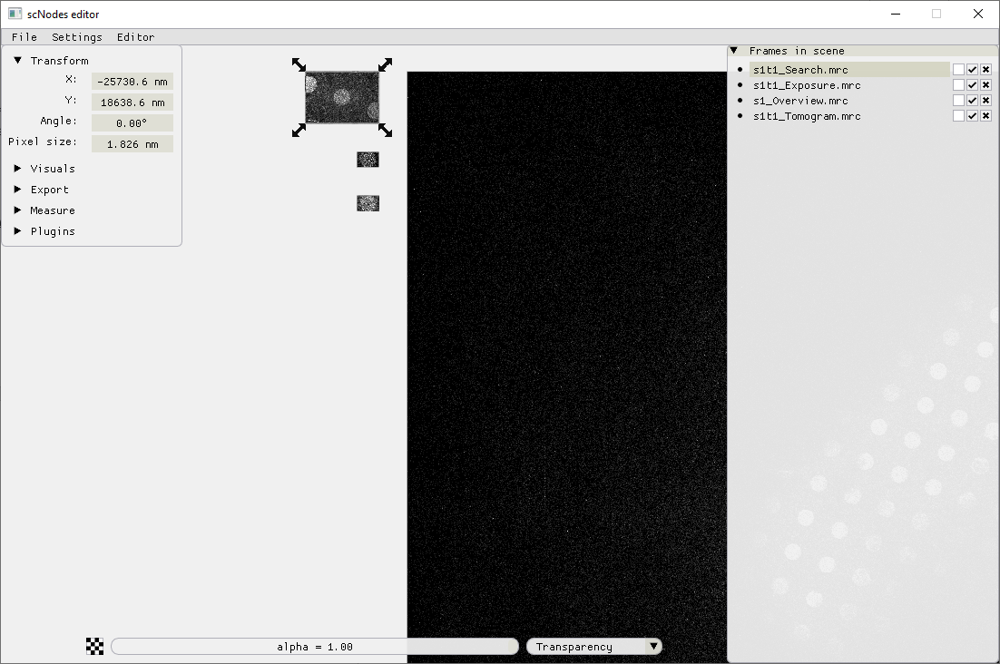 scNodes editor
File Settings Editor
Transform
X: -25730.6 nm
Y: 18638.6 nm
Angle: 0.00°
Pixel size: 1.826 nm
Visuals
Export
Measure
Plugins
Frames in scene
s1t1_Search.mrc
s1t1_Exposure.mrc
s1_Overview.mrc
s1t1_Tomogram.mrc
alpha = 1.00
Transparency